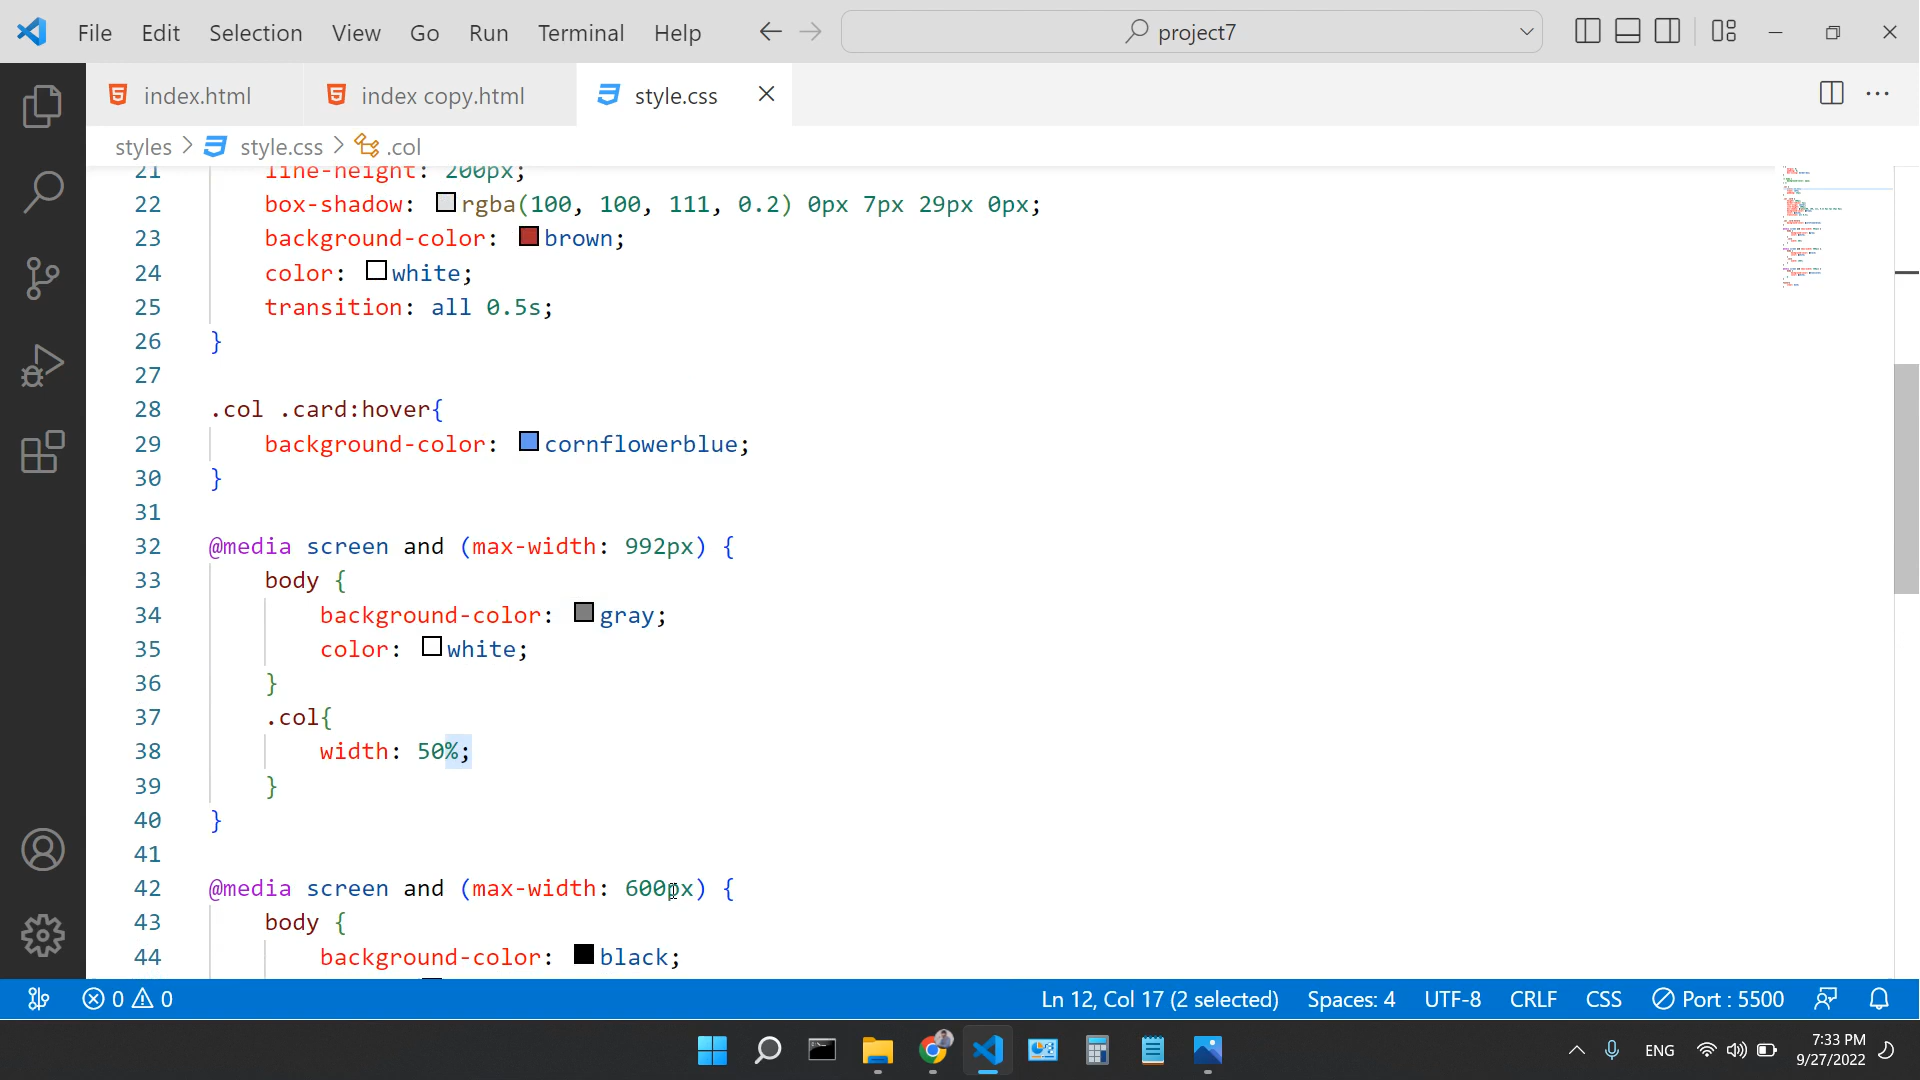 File Edit Selection View Go Run Terminal Help project7
index.html index copy.html style.css
styles > style.css > .col
21 line-height: 200px;
22 box-shadow: rgba(100, 100, 111, 0.2) 0px 7px 29px 0px;
23 background-color: brown;
24 color: white;
25 transition: all 0.5s;
26 }
27
28 .col .card:hover{
29 background-color: cornflowerblue;
30 }
31
32 @media screen and (max-width: 992px) {
33 body {
34 background-color: gray;
35 color: white;
36 }
37 .col{
38 width: 50%;
39 }
40 }
41
42 @media screen and (max-width: 600px) {
43 body {
44 background-color: black;
0 0 Ln 12, Col 17 (2 selected) Spaces: 4 UTF-8 CRLF CSS Port : 5500
ENG 7:33 PM
9/27/2022